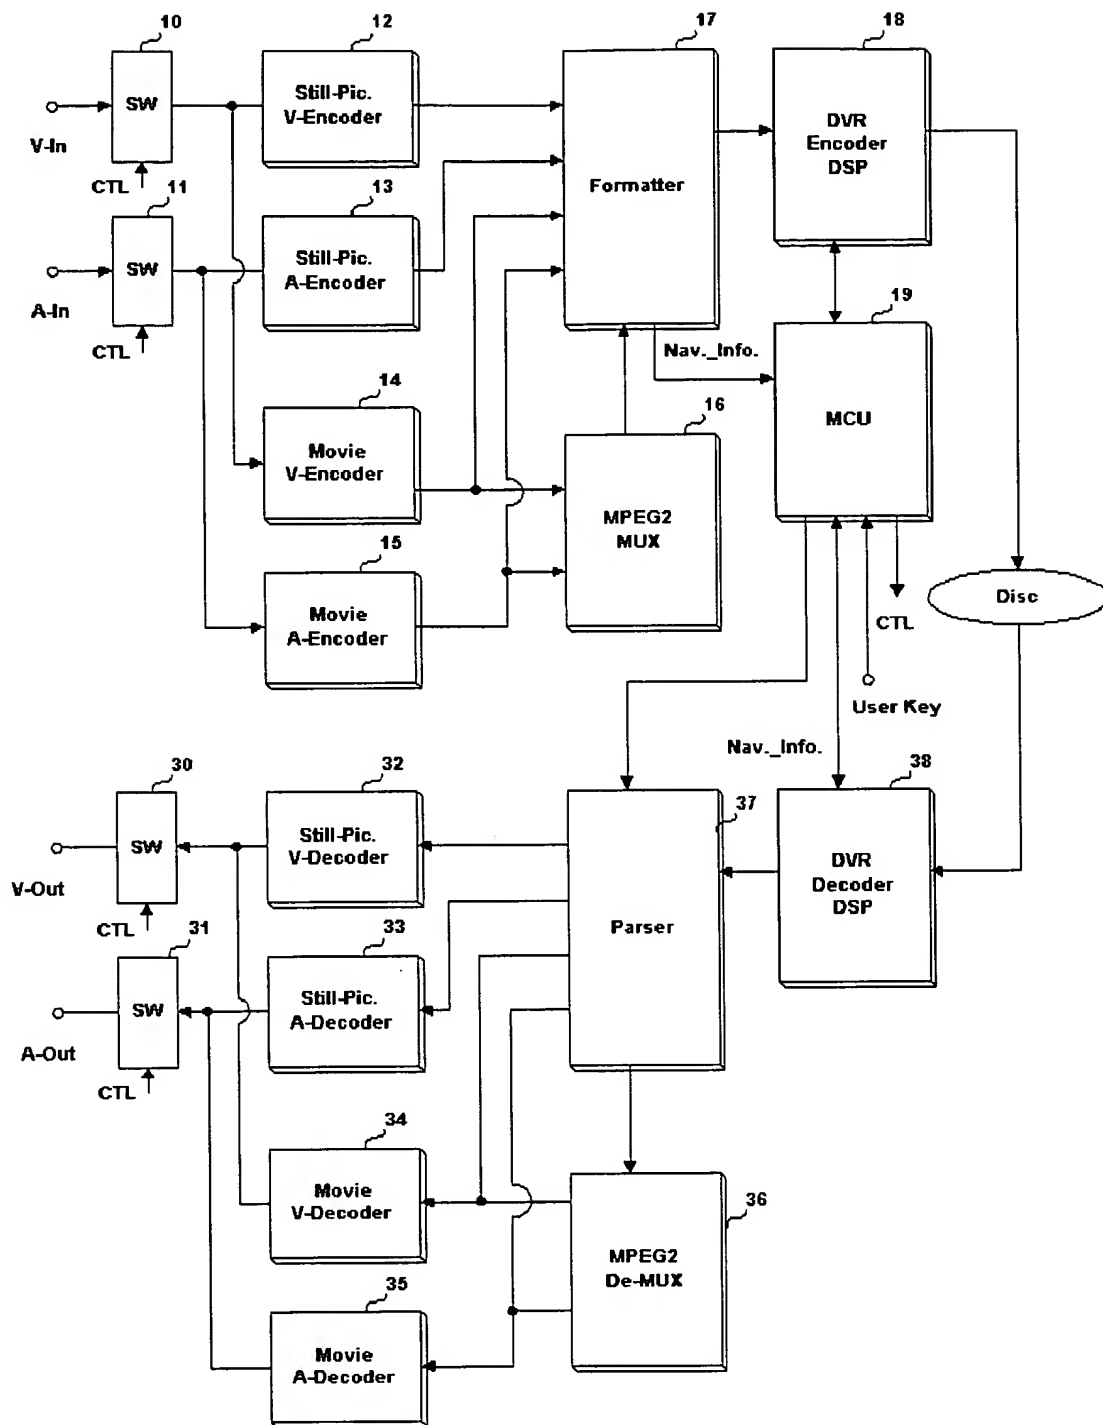 10
12
17
18
SW
Still-Pic.
V-Encoder
DVR
Encoder
DSP
V-In
CTL
11
13
Formatter
SW
Still-Pic.
A-Encoder
A-In
CTL
19
Nav._Info.
14
16
MCU
Movie
V-Encoder
MPEG2
MUX
15
Movie
A-Encoder
Disc
CTL
User Key
Nav._Info.
30
32
37
38
SW
Still-Pic.
V-Decoder
DVR
Decoder
DSP
V-Out
CTL
31
33
Parser
SW
Still-Pic.
A-Decoder
A-Out
CTL
34
36
Movie
V-Decoder
MPEG2
De-MUX
35
Movie
A-Decoder